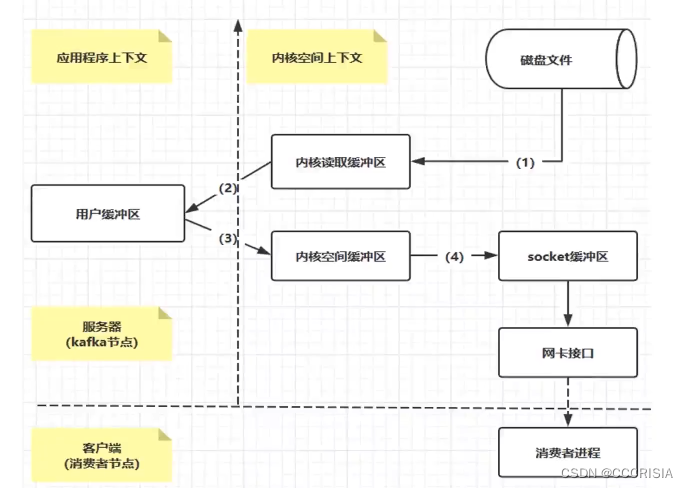 应用程序上下文
内核空间上下文
磁盘文件
(1)
内核读取缓冲区
(2)
用户缓冲区
(3)
内核空间缓冲区
(4)
socket缓冲区
服务器
(kafka节点)
网卡接口
客户端
(消费者节点)
消费者进程
CSDN @CCORISIA